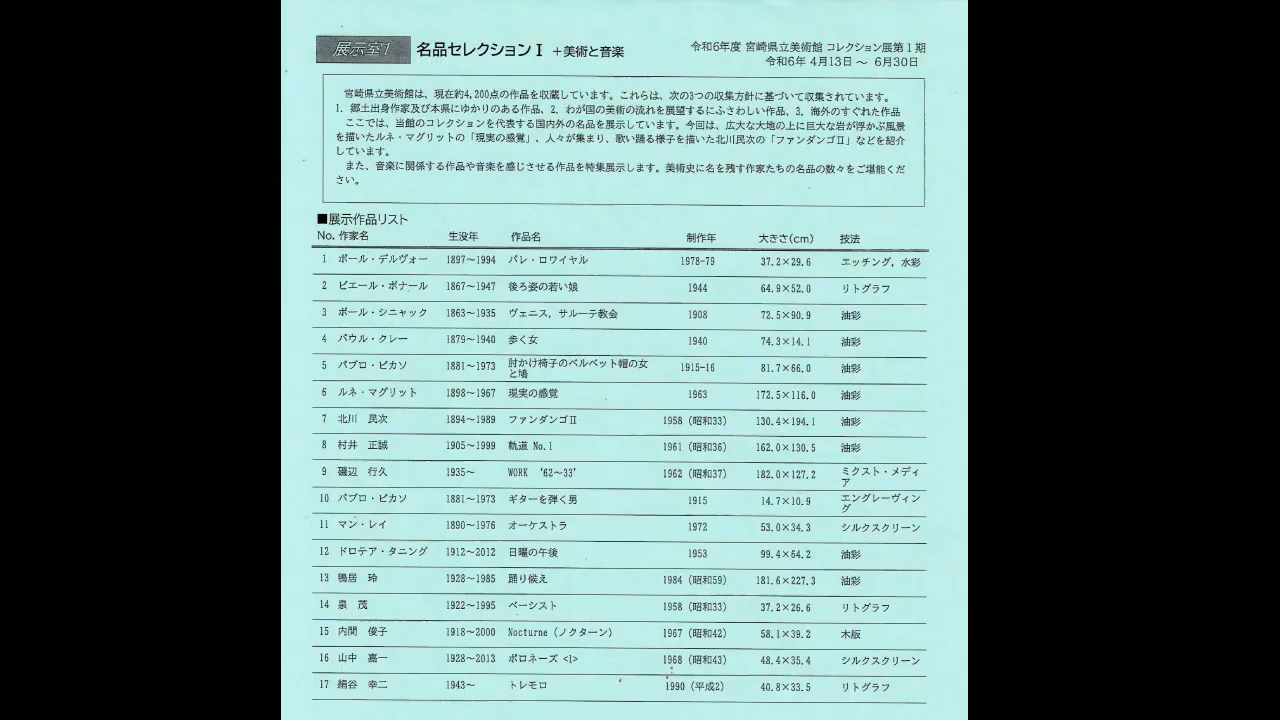 展示室1 名品セレクションⅠ +美術と音楽
令和6年度 宮崎県立美術館 コレクション展第1期
令和6年 4月13日 ～ 6月30日
宮崎県立美術館は、現在約4,200点の作品を収蔵しています。これらは、次の3つの収集方針に基づいて収集されています。
1．郷土出身作家及び本県にゆかりのある作品、2．わが国の美術の流れを展望するにふさわしい作品、3．海外のすぐれた作品
ここでは、当館のコレクションを代表する国内外の名品を展示しています。今回は、広大な大地の上に巨大な岩が浮かぶ風景
を描いたルネ・マグリットの「現実の感覚」、人々が集まり、歌い踊る様子を描いた北川民次の「ファンダンゴⅡ」などを紹介
しています。
また、音楽に関係する作品や音楽を感じさせる作品を特集展示します。美術史に名を残す作家たちの名品の数々をご堪能くだ
さい。
■展示作品リスト
No. 作家名 生没年 作品名 制作年 大きさ(cm) 技法
1 ポール・デルヴォー 1897～1994 パレ・ロワイヤル 1978-79 37.2×29.6 エッチング，水彩
2 ピエール・ボナール 1867～1947 後ろ姿の若い娘 1944 64.9×52.0 リトグラフ
3 ポール・シニャック 1863～1935 ヴェニス，サルーテ教会 1908 72.5×90.9 油彩
4 パウル・クレー 1879～1940 歩く女 1940 74.3×14.1 油彩
5 パブロ・ピカソ 1881～1973 肘かけ椅子のベルベット帽の女 1915-16 81.7×66.0 油彩
と鳩
6 ルネ・マグリット 1898～1967 現実の感覚 1963 172.5×116.0 油彩
7 北川 民次 1894～1989 ファンダンゴⅡ 1958（昭和33） 130.4×194.1 油彩
8 村井 正誠 1905～1999 軌道 No.1 1961（昭和36） 162.0×130.5 油彩
9 磯辺 行久 1935～ WORK '62～33' 1962（昭和37） 182.0×127.2 ミクスト・メディ
ア
10 パブロ・ピカソ 1881～1973 ギターを弾く男 1915 14.7×10.9 エングレーヴィン
グ
11 マン・レイ 1890～1976 オーケストラ 1972 53.0×34.3 シルクスクリーン
12 ドロテア・タニング 1912～2012 日曜の午後 1953 99.4×64.2 油彩
13 鴨居 玲 1928～1985 踊り候え 1984（昭和59） 181.6×227.3 油彩
14 泉 茂 1922～1995 ベーシスト 1958（昭和33） 37.2×26.6 リトグラフ
15 内間 俊子 1918～2000 Nocturne（ノクターン） 1967（昭和42） 58.1×39.2 木版
16 山中 嘉一 1928～2013 ポロネーズ <1> 1968（昭和43） 48.4×35.4 シルクスクリーン
17 絹谷 幸二 1943～ トレモロ 1990（平成2） 40.8×33.5 リトグラフ